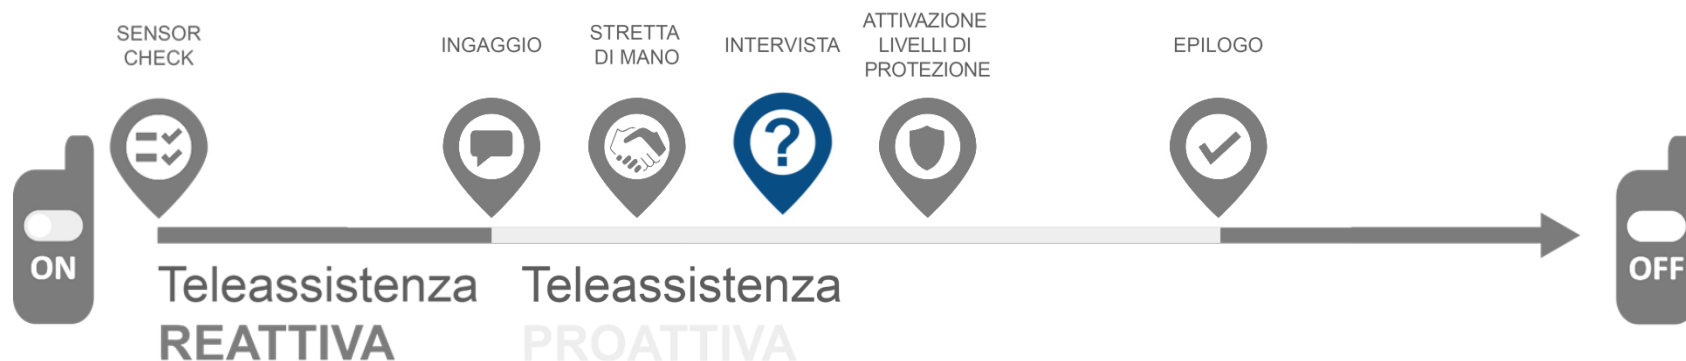 SENSOR
CHECK
INGAGGIO
STRETTA
DI MANO
INTERVISTA
ATTIVAZIONE
LIVELLI DI
PROTEZIONE
EPILOGO
?
ON
OFF
Teleassistenza
REATTIVA
Teleassistenza
PROATTIVA